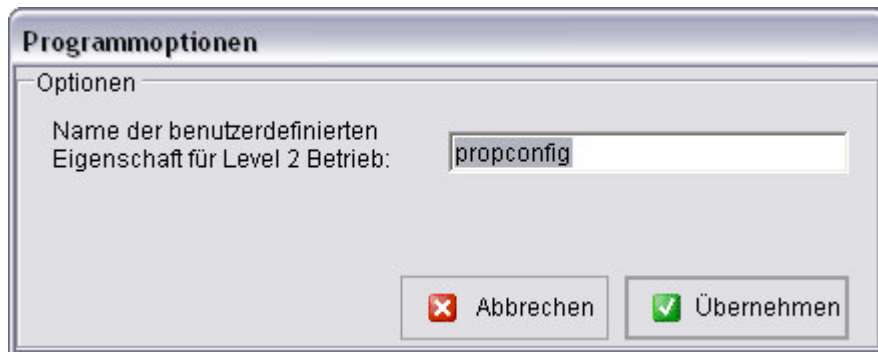 Programmoptionen
Optionen
Name der benutzerdefinierten
Eigenschaft für Level 2 Betrieb:
propconfig
Abbrechen
Übernehmen